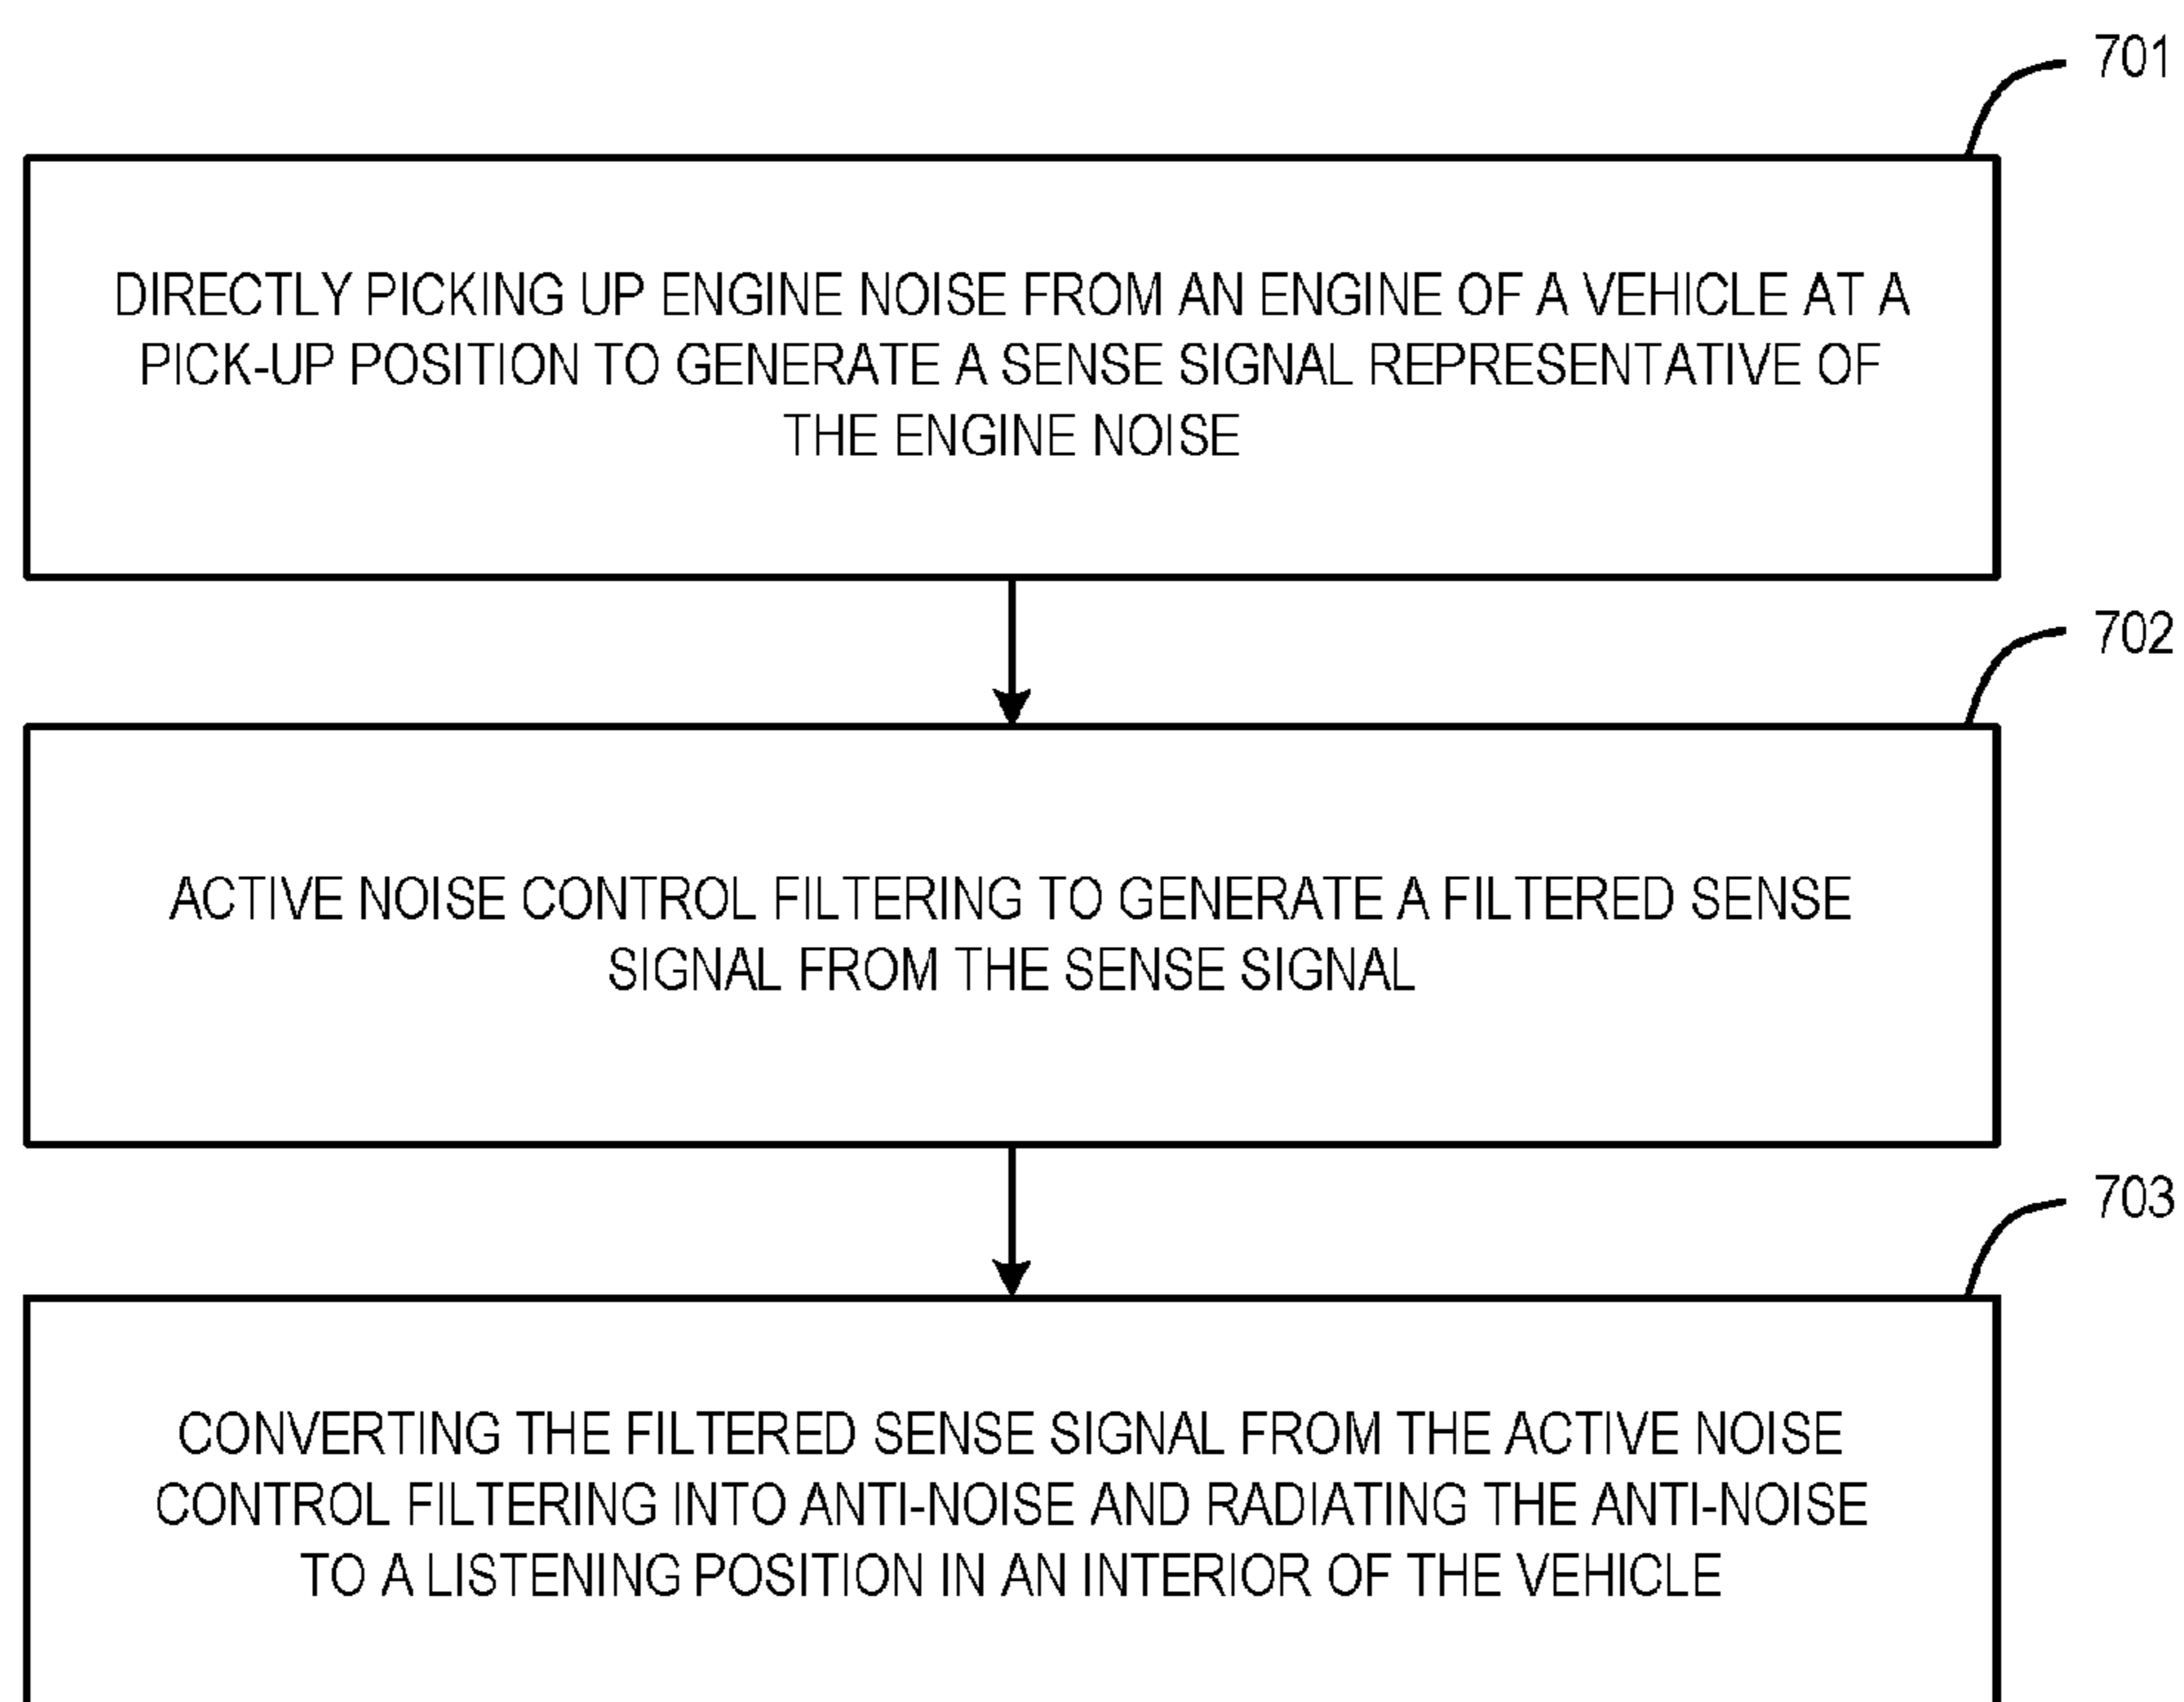 701
DIRECTLY PICKING UP ENGINE NOISE FROM AN ENGINE OF A VEHICLE AT A
PICK-UP POSITION TO GENERATE A SENSE SIGNAL REPRESENTATIVE OF
THE ENGINE NOISE
702
ACTIVE NOISE CONTROL FILTERING TO GENERATE A FILTERED SENSE
SIGNAL FROM THE SENSE SIGNAL
703
CONVERTING THE FILTERED SENSE SIGNAL FROM THE ACTIVE NOISE
CONTROL FILTERING INTO ANTI-NOISE AND RADIATING THE ANTI-NOISE
TO A LISTENING POSITION IN AN INTERIOR OF THE VEHICLE